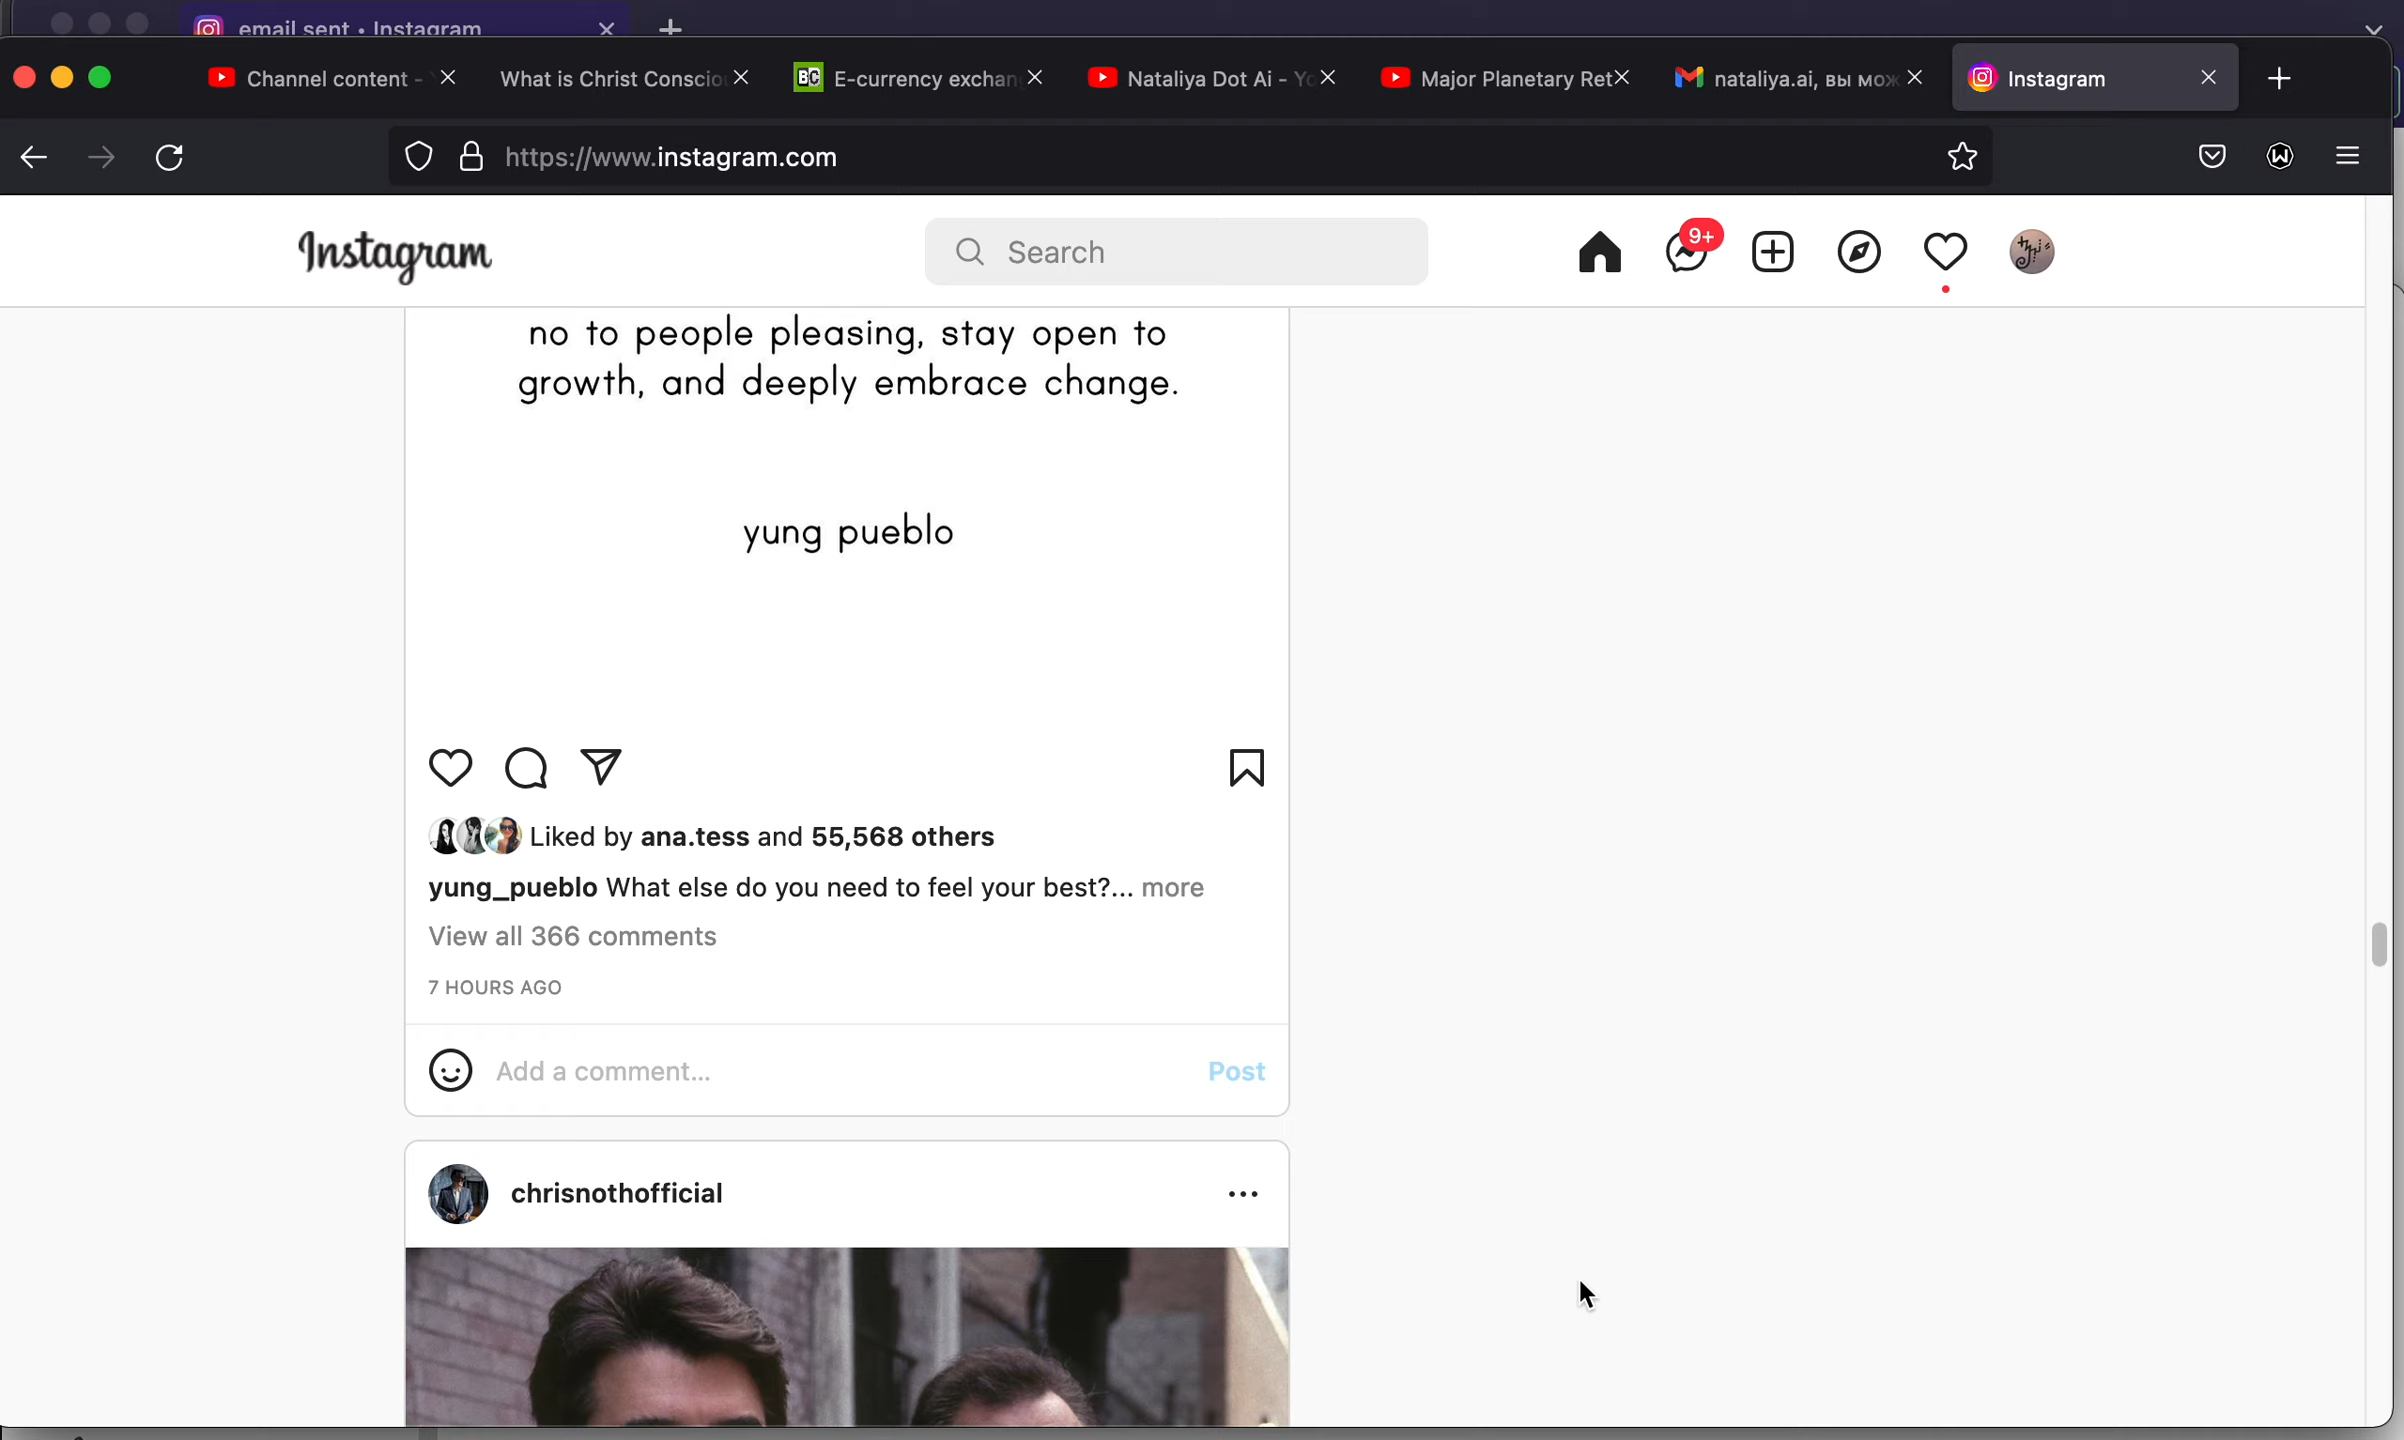 email sent • Instagram
Channel content -
What is Christ Conscio
E-currency exchan
Nataliya Dot Ai - Yo
Major Planetary Ret
nataliya.ai, вы мож
Instagram
https://www.instagram.com
Instagram
Search
9+
no to people pleasing, stay open to
growth, and deeply embrace change.
yung pueblo
Liked by ana.tess and 55,568 others
yung_pueblo What else do you need to feel your best?... more
View all 366 comments
7 HOURS AGO
Add a comment...
Post
chrisnothofficial